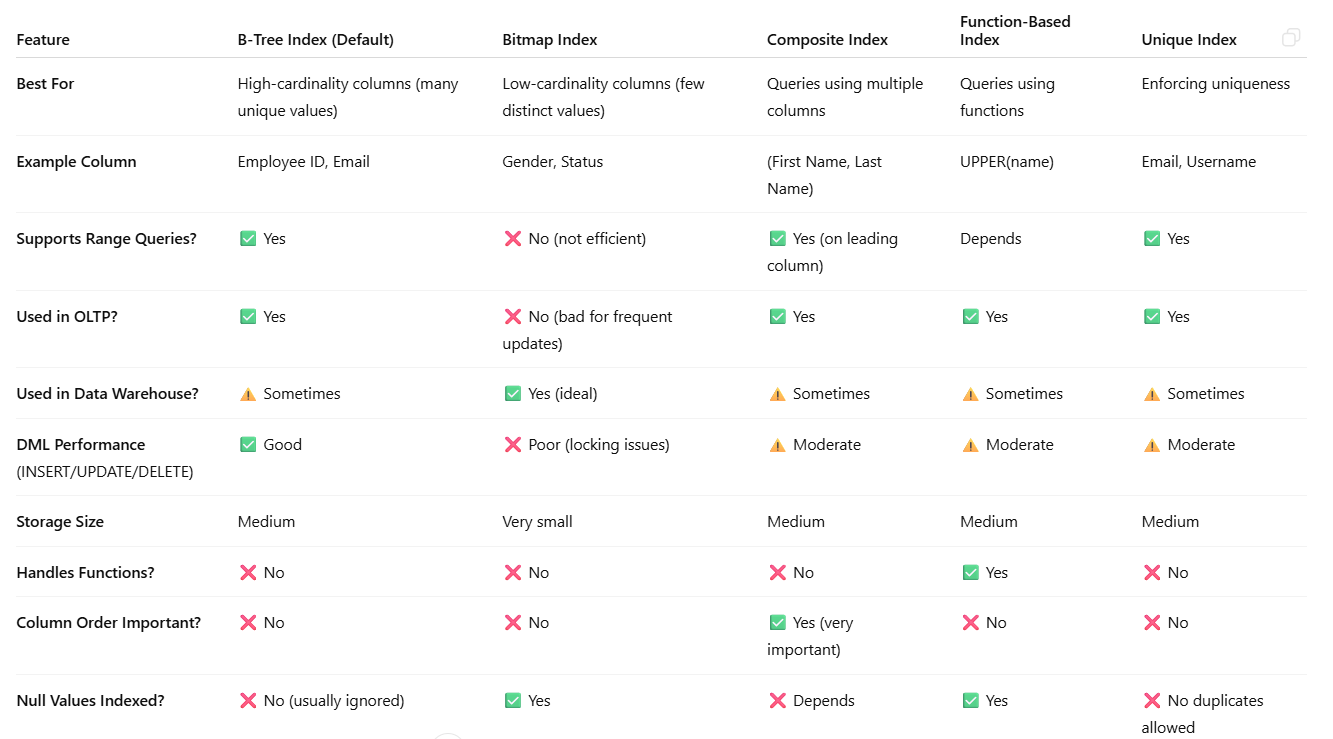 Feature B-Tree Index (Default) Bitmap Index Composite Index Function-Based Index Unique Index
Best For High-cardinality columns (many unique values) Low-cardinality columns (few distinct values) Queries using multiple columns Queries using functions Enforcing uniqueness
Example Column Employee ID, Email Gender, Status (First Name, Last Name) UPPER(name) Email, Username
Supports Range Queries? ✅ Yes ❌ No (not efficient) ✅ Yes (on leading column) Depends ✅ Yes
Used in OLTP? ✅ Yes ❌ No (bad for frequent updates) ✅ Yes ✅ Yes ✅ Yes
Used in Data Warehouse? ⚠️ Sometimes ✅ Yes (ideal) ⚠️ Sometimes ⚠️ Sometimes ⚠️ Sometimes
DML Performance (INSERT/UPDATE/DELETE) ✅ Good ❌ Poor (locking issues) ⚠️ Moderate ⚠️ Moderate ⚠️ Moderate
Storage Size Medium Very small Medium Medium Medium
Handles Functions? ❌ No ❌ No ❌ No ✅ Yes ❌ No
Column Order Important? ❌ No ❌ No ✅ Yes (very important) ❌ No ❌ No
Null Values Indexed? ❌ No (usually ignored) ✅ Yes ❌ Depends ✅ Yes ❌ No duplicates allowed